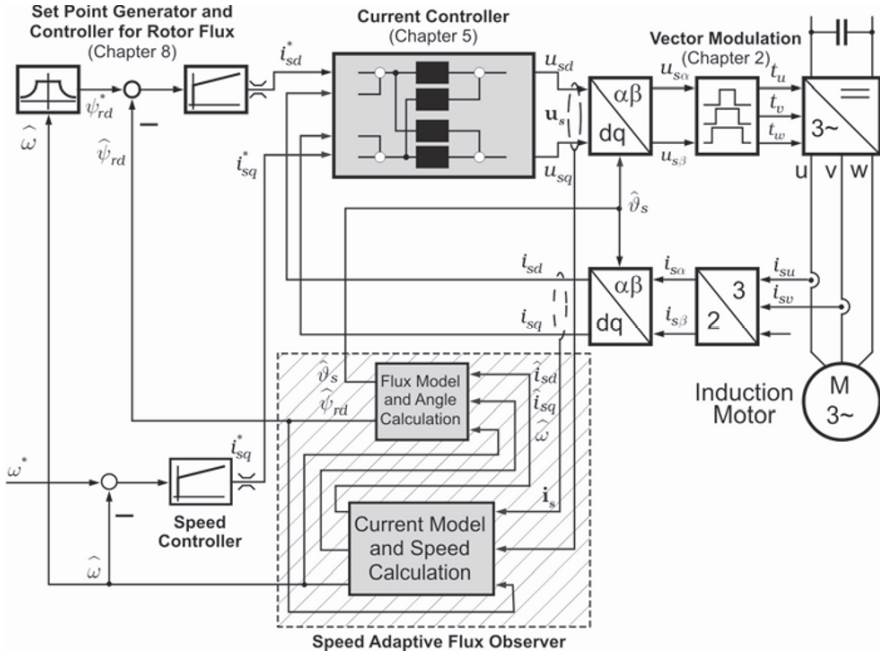 Set Point Generator and
Controller for Rotor Flux
(Chapter 8)
Current Controller
(Chapter 5)
Vector Modulation
(Chapter 2)
i*sd
ψ*rd
ω̂
ψ̂rd
i*sq
usd
us
usq
αβ
dq
usα
usβ
tu
tv
tw
3~
u
v
w
ϑ̂s
isd
isq
αβ
dq
isα
isβ
3
2
isu
isv
M
3~
Induction
Motor
ϑ̂s
ψ̂rd
Flux Model
and Angle
Calculation
îsd
îsq
ω̂
ω*
i*sq
Speed
Controller
is
Current Model
and Speed
Calculation
ω̂
Speed Adaptive Flux Observer